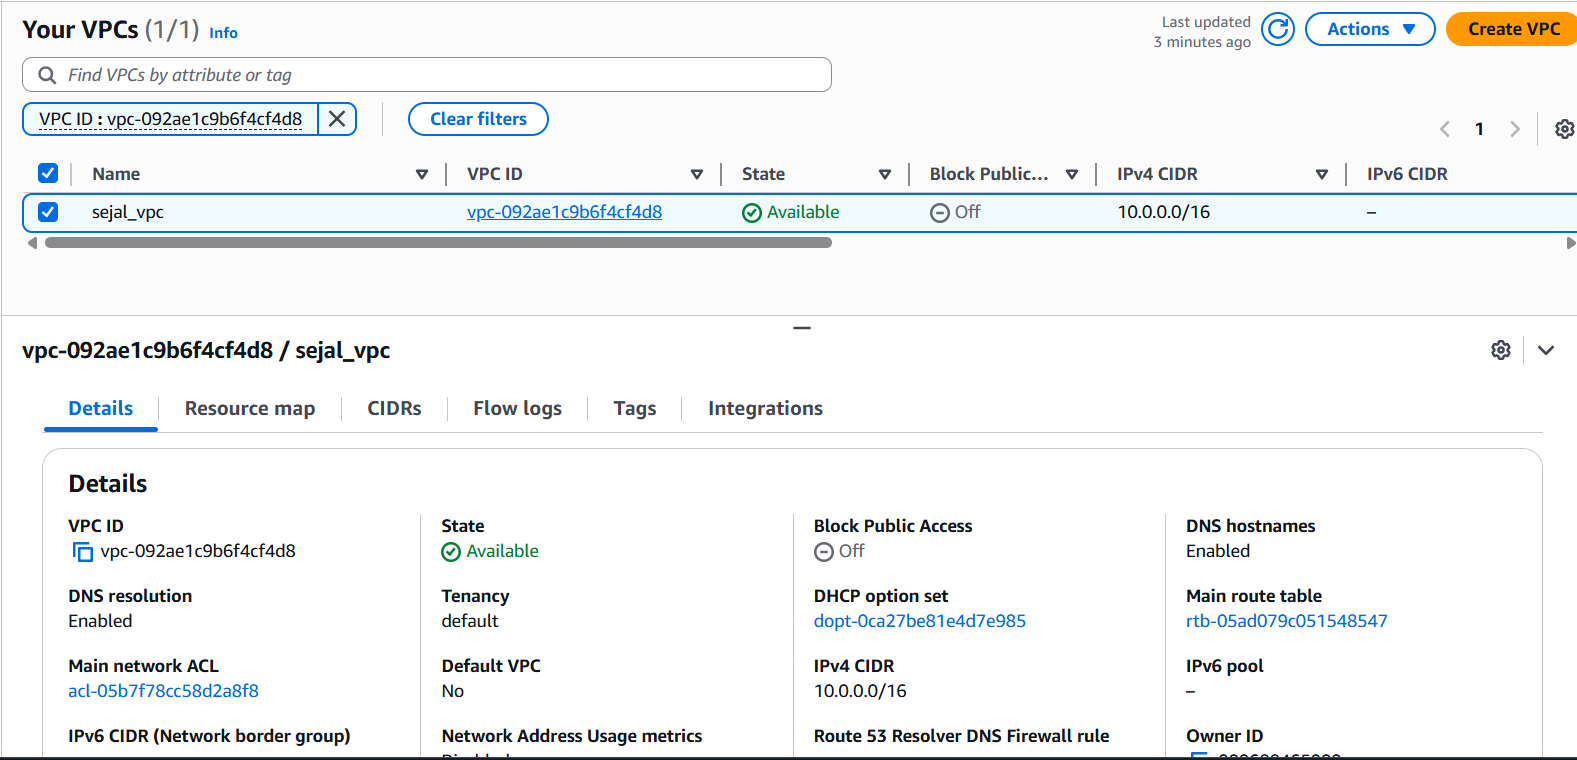 Your VPCs (1/1) Info
Last updated
3 minutes ago
Actions
Create VPC
Find VPCs by attribute or tag
VPC ID : vpc-092ae1c9b6f4cf4d8
Clear filters
1
Name VPC ID State Block Public... IPv4 CIDR IPv6 CIDR
sejal_vpc vpc-092ae1c9b6f4cf4d8 Available Off 10.0.0.0/16 –
vpc-092ae1c9b6f4cf4d8 / sejal_vpc
Details Resource map CIDRs Flow logs Tags Integrations
Details
VPC ID State Block Public Access DNS hostnames
vpc-092ae1c9b6f4cf4d8 Available Off Enabled
DNS resolution Tenancy DHCP option set Main route table
Enabled default dopt-0ca27be81e4d7e985 rtb-05ad079c051548547
Main network ACL Default VPC IPv4 CIDR IPv6 pool
acl-05b7f78cc58d2a8f8 No 10.0.0.0/16 –
IPv6 CIDR (Network border group) Network Address Usage metrics Route 53 Resolver DNS Firewall rule Owner ID